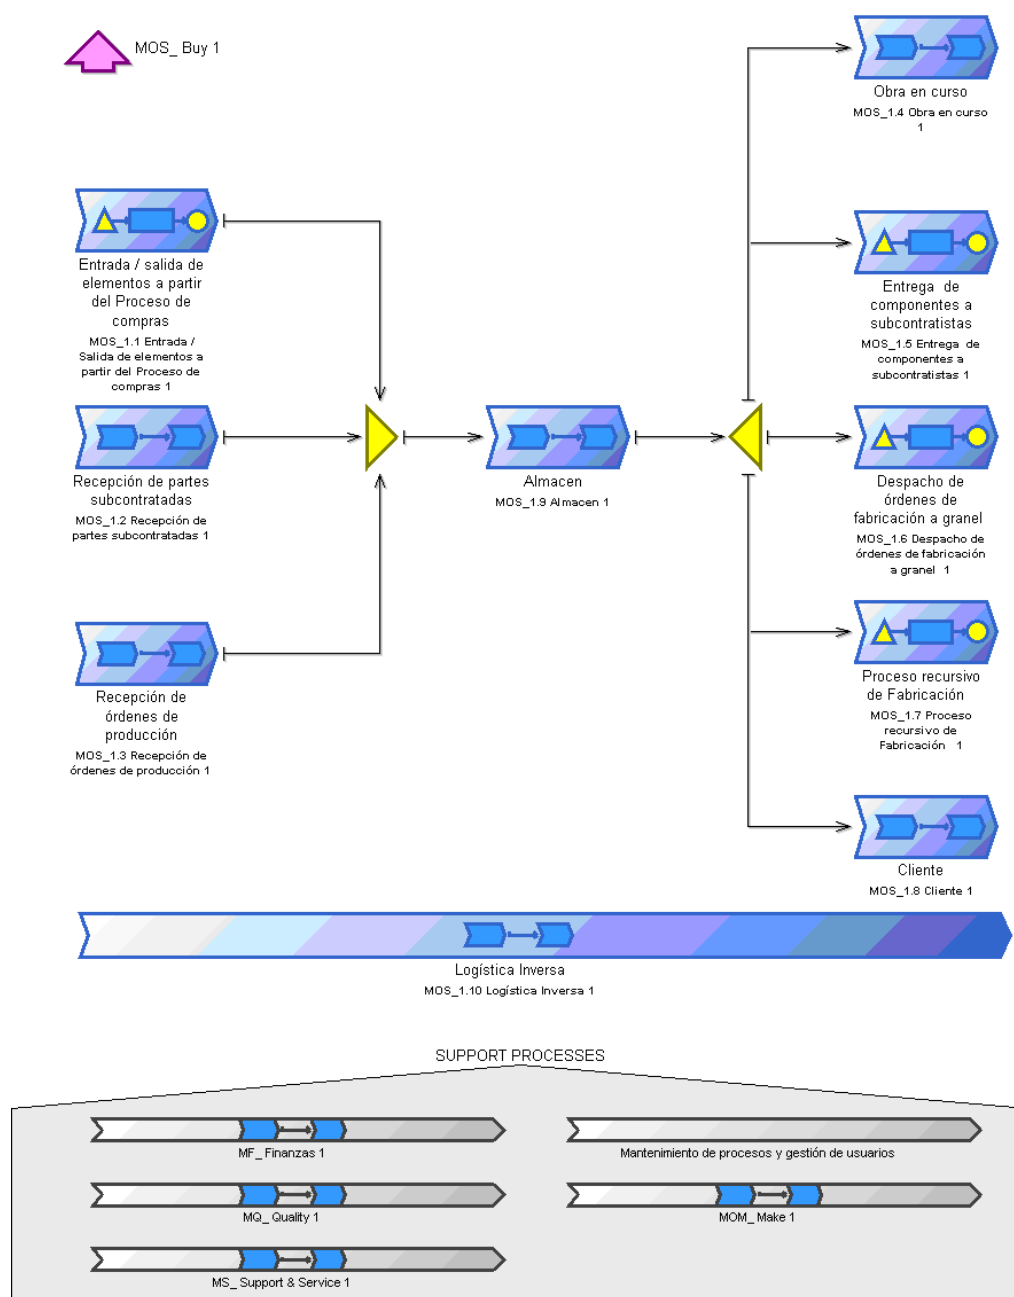 MOS_ Buy 1
Obra en curso
MOS_1.4 Obra en curso
1
Entrada / salida de
elementos a partir
del Proceso de
compras
MOS_1.1 Entrada /
Salida de elementos a
partir del Proceso de
compras 1
Entrega  de
componentes a
subcontratistas
MOS_1.5 Entrega  de
componentes a
subcontratistas 1
Recepción de partes
subcontratadas
MOS_1.2 Recepción de
partes subcontratadas 1
Almacen
MOS_1.9 Almacen 1
Despacho de
órdenes de
fabricación a granel
MOS_1.6 Despacho de
órdenes de fabricación
a granel  1
Recepción de
órdenes de
producción
MOS_1.3 Recepción de
órdenes de producción 1
Proceso recursivo
de Fabricación
MOS_1.7 Proceso
recursivo de
Fabricación   1
Cliente
MOS_1.8 Cliente 1
Logística Inversa
MOS_1.10 Logística Inversa 1
SUPPORT PROCESSES
MF_ Finanzas 1
Mantenimiento de procesos y gestión de usuarios
MQ_ Quality 1
MOM_ Make 1
MS_ Support & Service 1